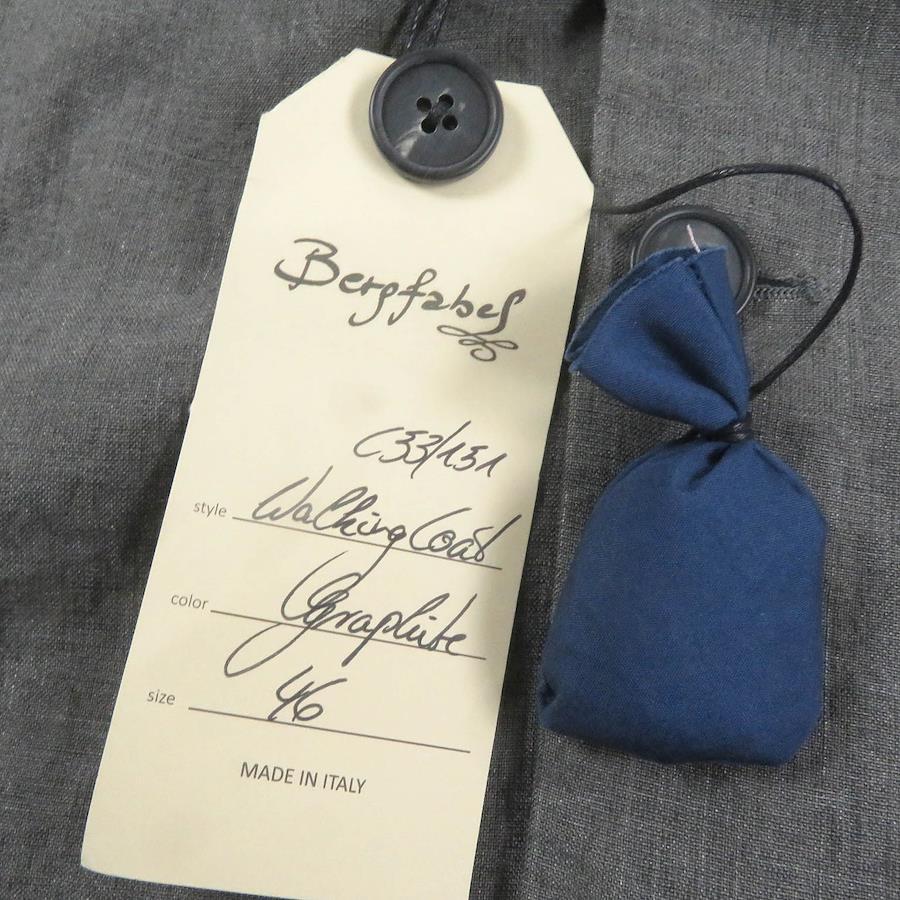 Bergfabel
C33/131
style Walking Coat
color Graphite
size 46
MADE IN ITALY